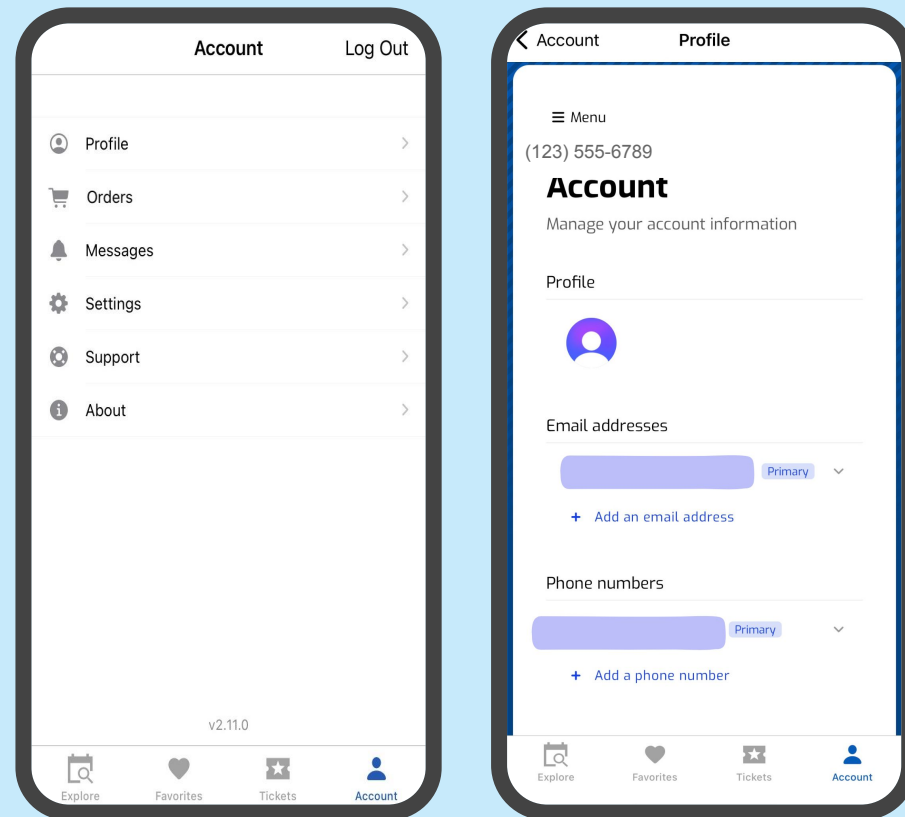 Account Log Out
Profile
Orders
Messages
Settings
Support
About
v2.11.0
Explore Favorites Tickets Account
Account Profile
Menu
(123) 555-6789
Account
Manage your account information
Profile
Email addresses
Primary
+ Add an email address
Phone numbers
Primary
+ Add a phone number
Explore Favorites Tickets Account